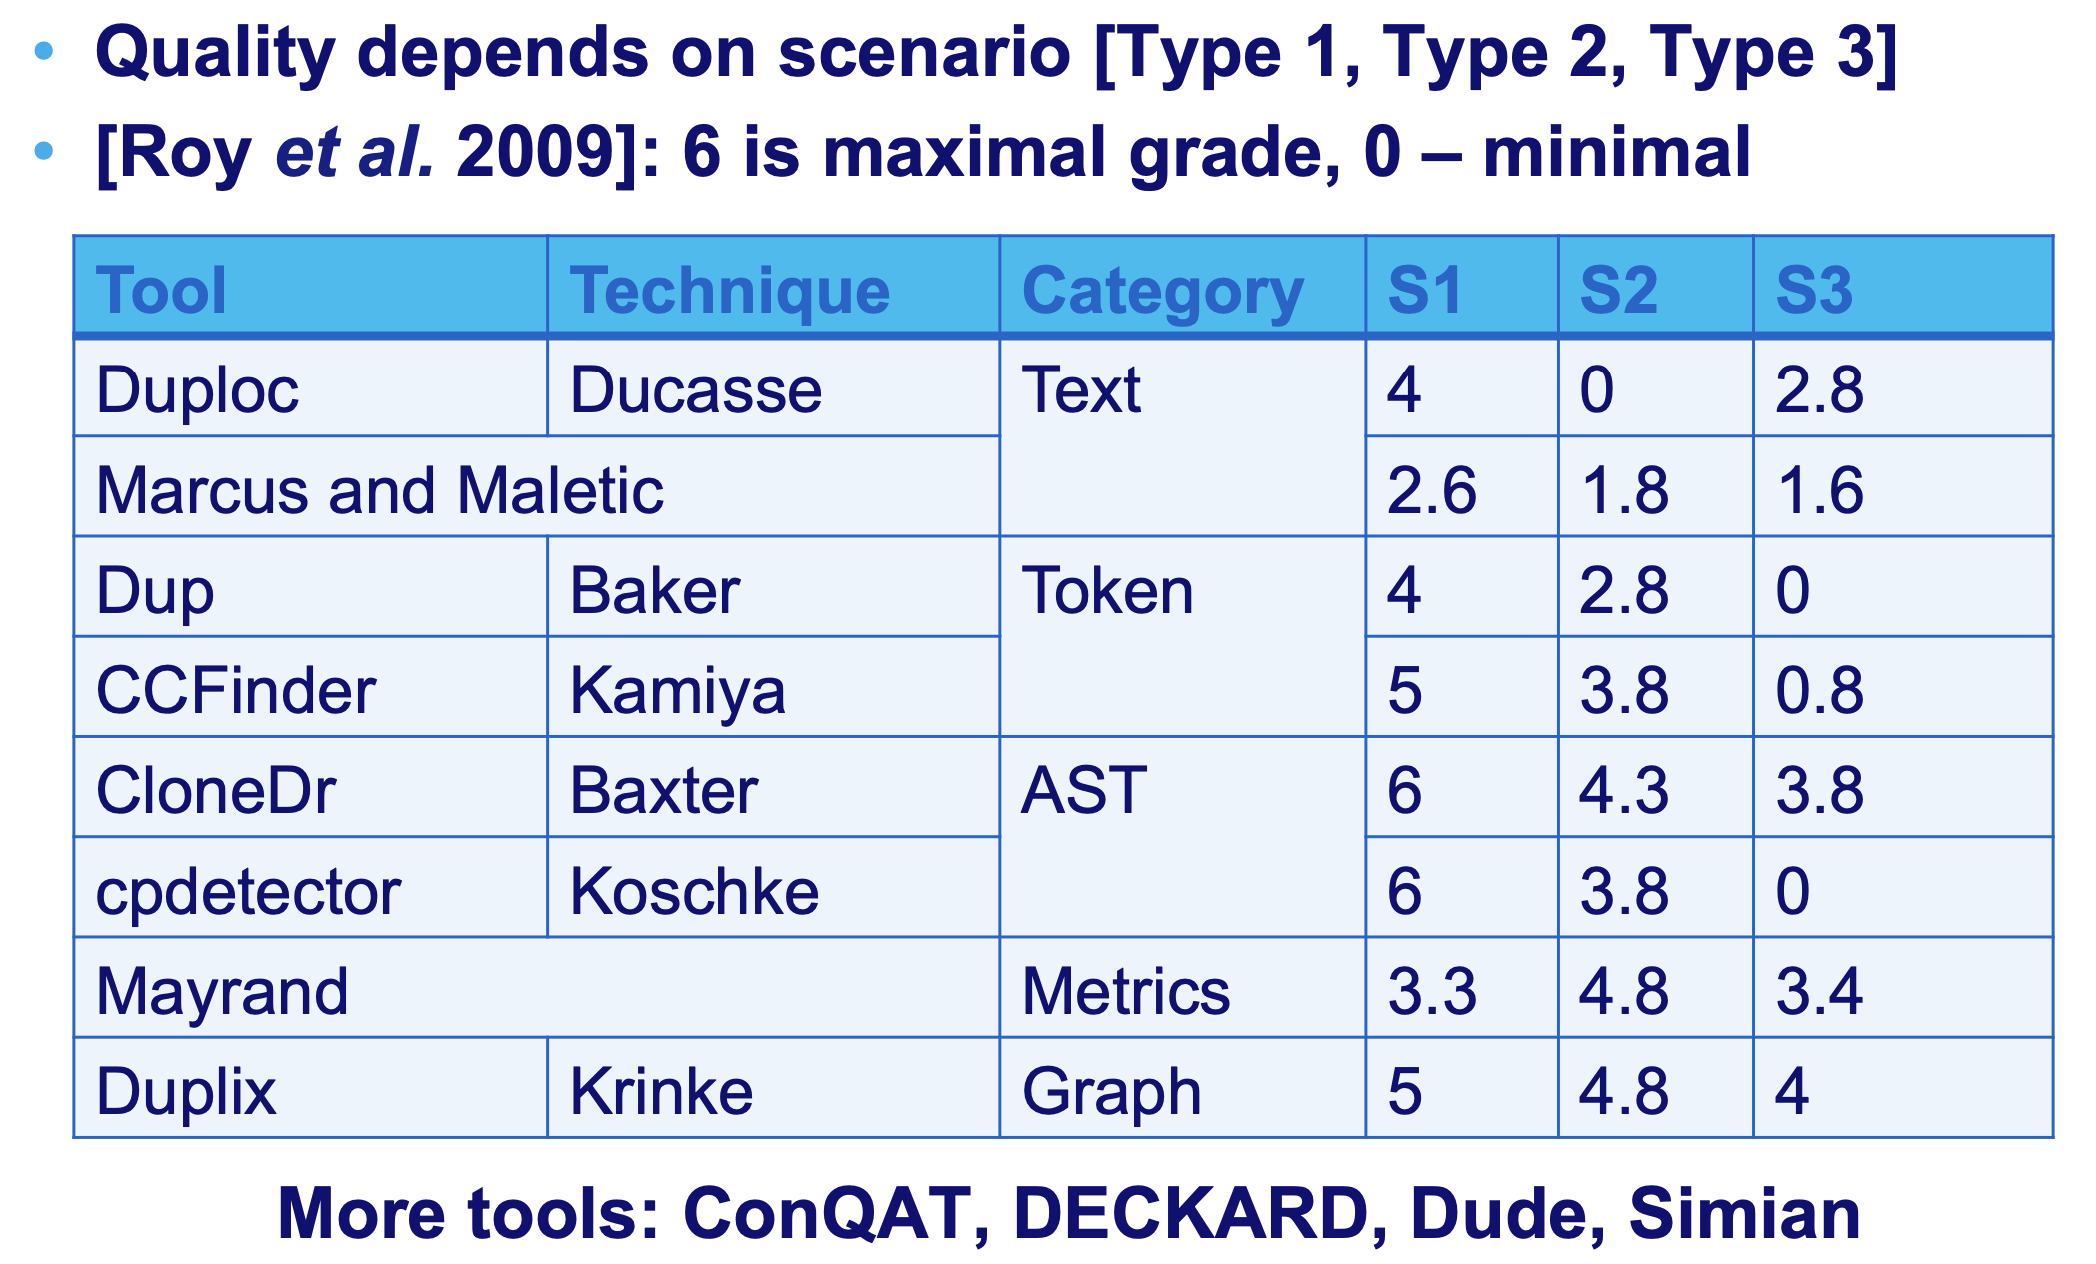 • Quality depends on scenario [Type 1, Type 2, Type 3]
• [Roy et al. 2009]: 6 is maximal grade, 0 – minimal
Tool Technique Category S1 S2 S3
Duploc Ducasse Text 4 0 2.8
Marcus and Maletic 2.6 1.8 1.6
Dup Baker Token 4 2.8 0
CCFinder Kamiya 5 3.8 0.8
CloneDr Baxter AST 6 4.3 3.8
cpdetector Koschke 6 3.8 0
Mayrand Metrics 3.3 4.8 3.4
Duplix Krinke Graph 5 4.8 4
More tools: ConQAT, DECKARD, Dude, Simian